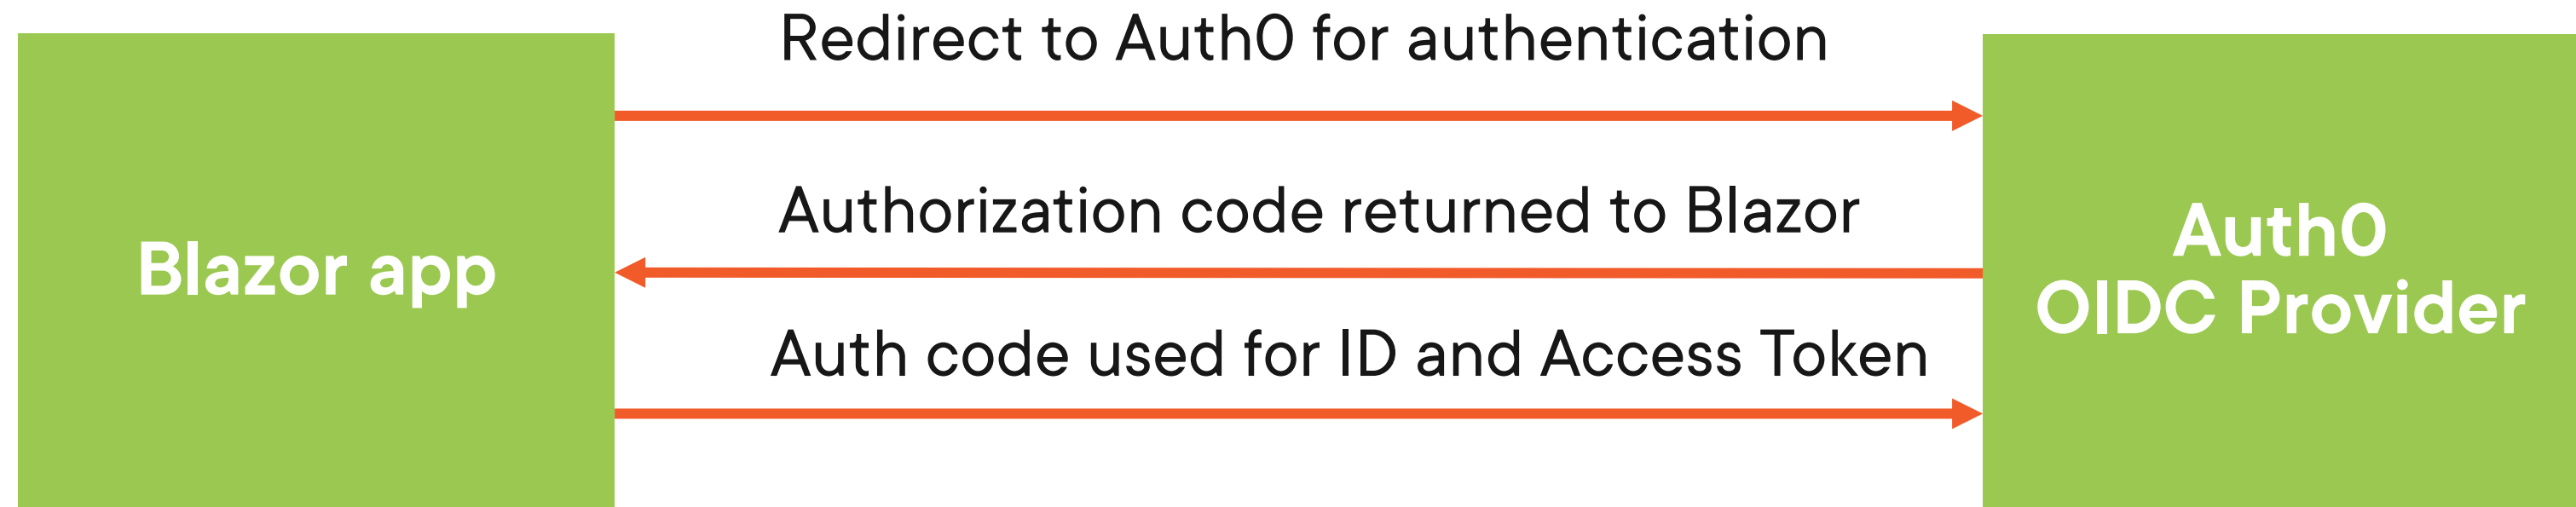 Redirect to Auth0 for authentication
Authorization code returned to Blazor
Blazor app
Auth0
OIDC Provider
Auth code used for ID and Access Token